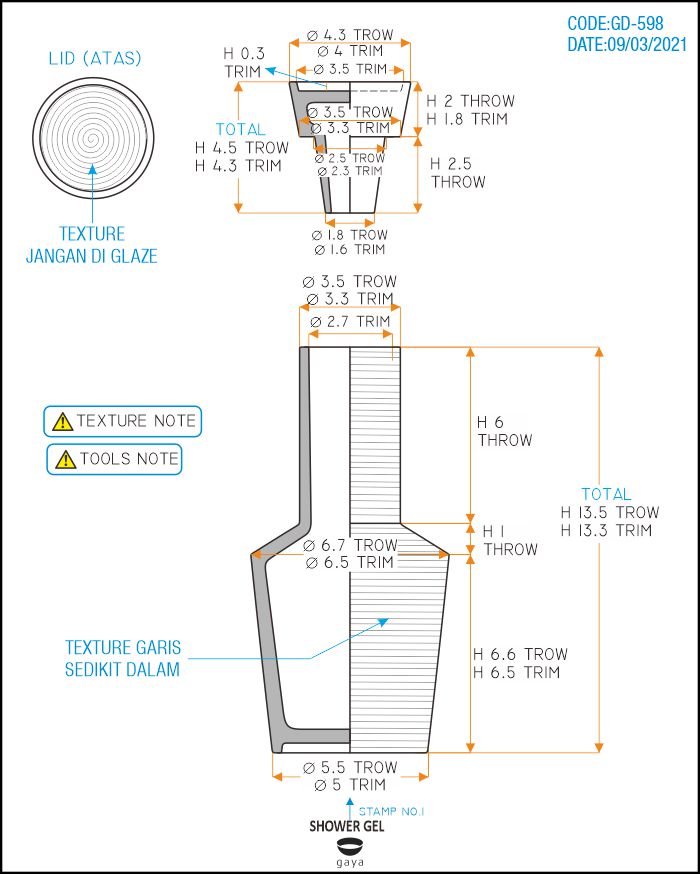 CODE:GD-598
DATE:09/03/2021
LID (ATAS)
TEXTURE
JANGAN DI GLAZE
Ø 4.3 TROW
Ø 4 TRIM
Ø 3.5 TRIM
H 0.3
TRIM
TOTAL
H 4.5 TROW
H 4.3 TRIM
Ø 3.5 TROW
Ø 3.3 TRIM
H 2 THROW
H 1.8 TRIM
Ø 2.5 TROW
Ø 2.3 TRIM
H 2.5
THROW
Ø 1.8 TROW
Ø 1.6 TRIM
Ø 3.5 TROW
Ø 3.3 TRIM
Ø 2.7 TRIM
TEXTURE NOTE
TOOLS NOTE
H 6
THROW
TOTAL
H 13.5 TROW
H 13.3 TRIM
H 1
THROW
Ø 6.7 TROW
Ø 6.5 TRIM
TEXTURE GARIS
SEDIKIT DALAM
H 6.6 TROW
H 6.5 TRIM
Ø 5.5 TROW
Ø 5 TRIM
STAMP NO.1
SHOWER GEL
gaya